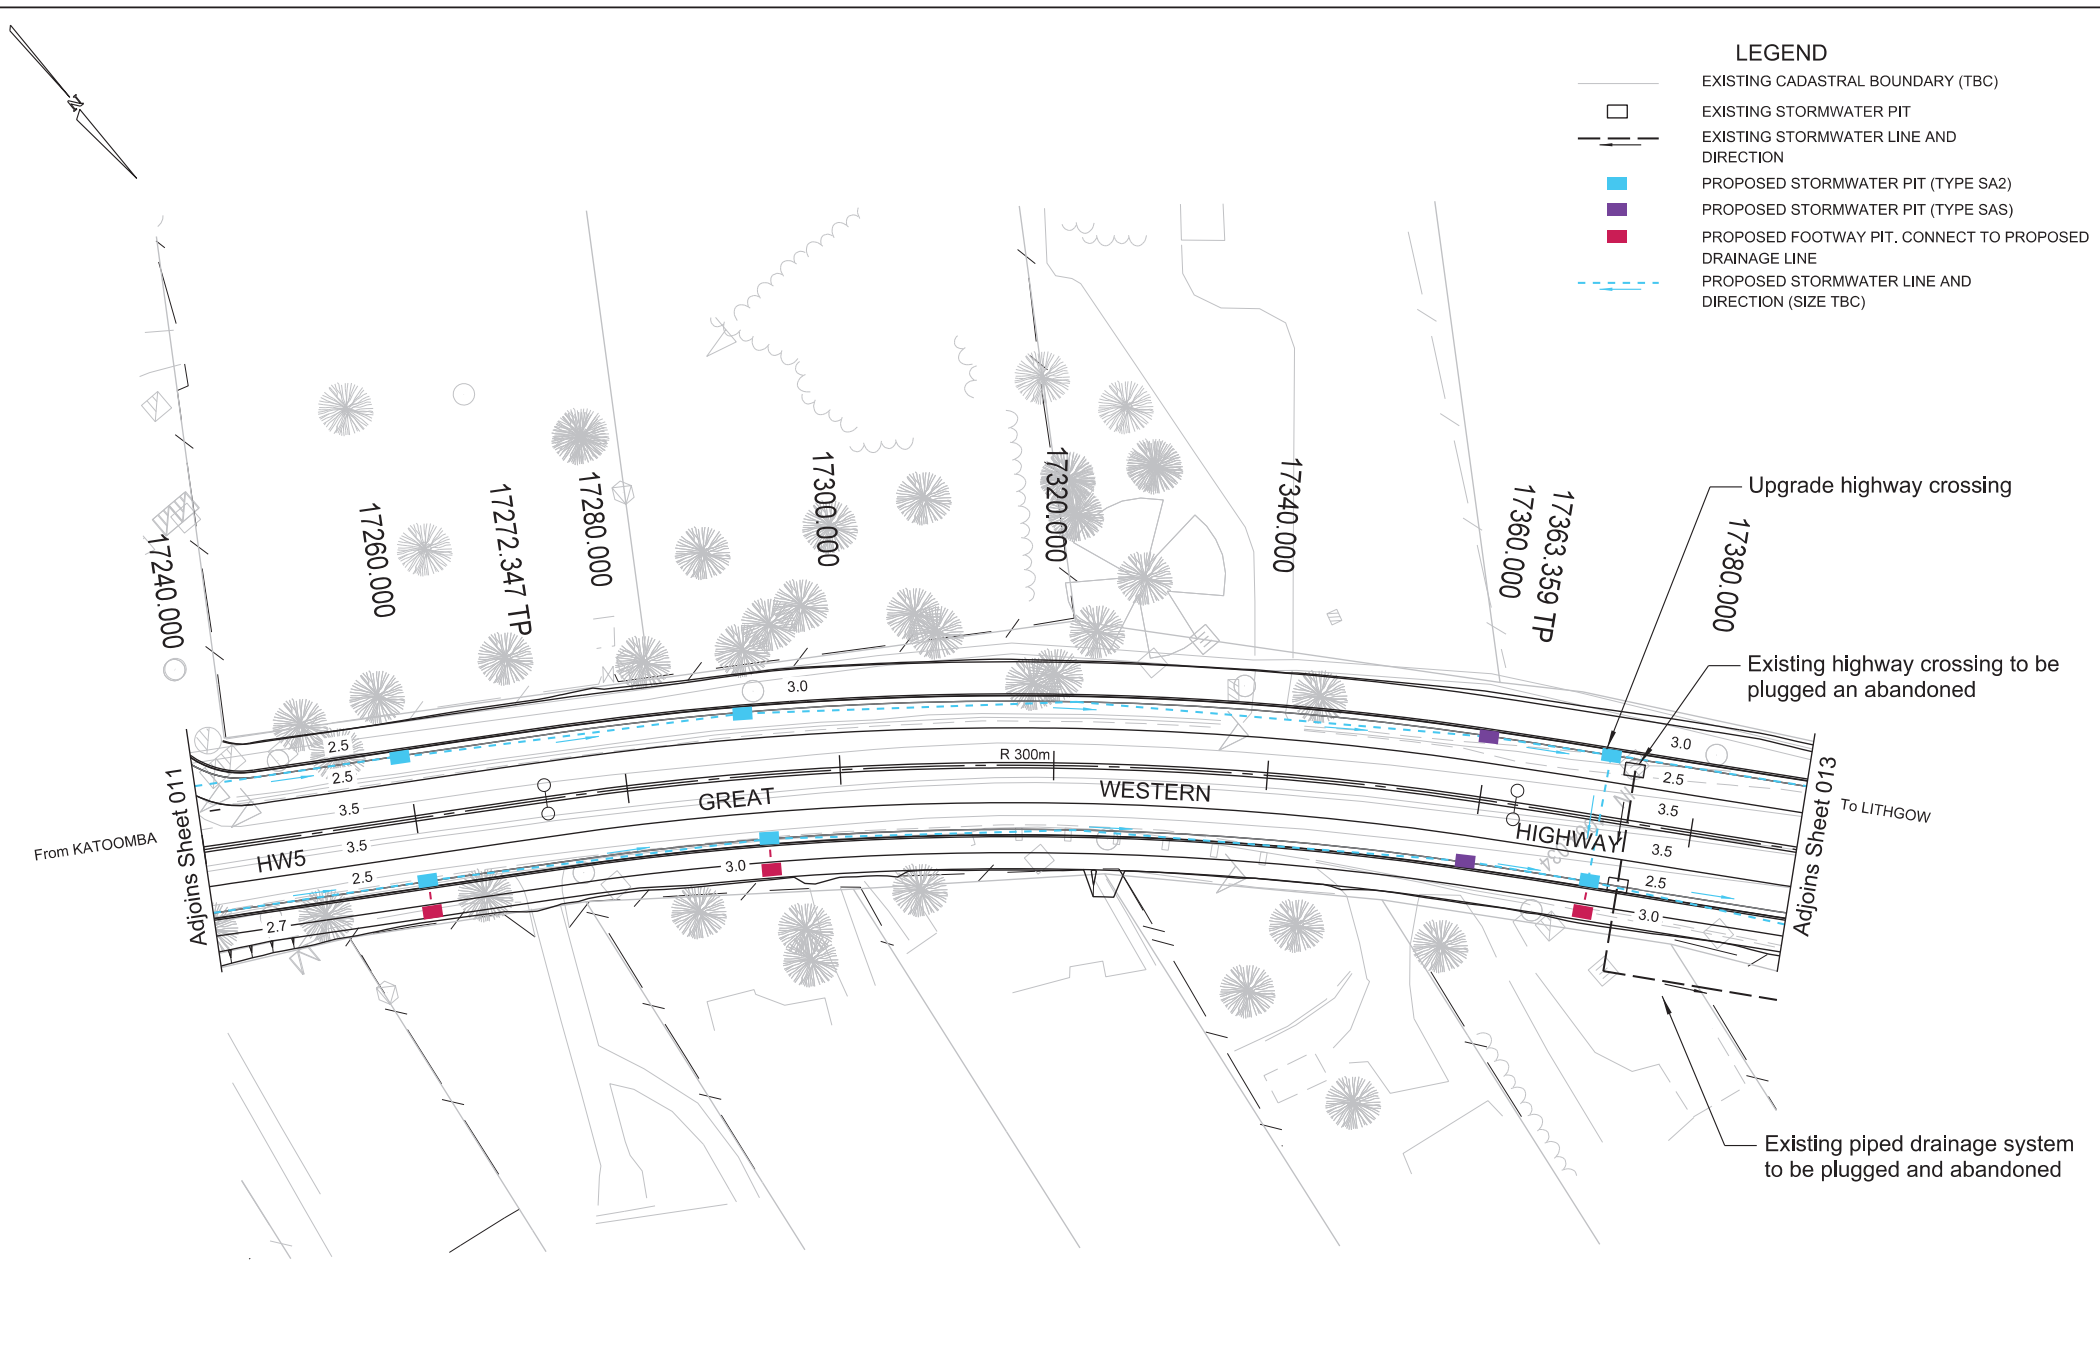 N
LEGEND
EXISTING CADASTRAL BOUNDARY (TBC)
EXISTING STORMWATER PIT
EXISTING STORMWATER LINE AND
DIRECTION
PROPOSED STORMWATER PIT (TYPE SA2)
PROPOSED STORMWATER PIT (TYPE SAS)
PROPOSED FOOTWAY PIT. CONNECT TO PROPOSED
DRAINAGE LINE
PROPOSED STORMWATER LINE AND
DIRECTION (SIZE TBC)
17240.000
17260.000
17272.347 TP
17280.000
17300.000
17320.000
17340.000
17360.000
17363.359 TP
17380.000
Upgrade highway crossing
Existing highway crossing to be
plugged an abandoned
3.0
2.5
2.5
3.5
3.5
2.5
2.7
3.0
R 300m
GREAT
WESTERN
HIGHWAY
HW5
3.0
2.5
3.5
3.5
2.5
3.0
From KATOOMBA
Adjoins Sheet 011
Adjoins Sheet 013
To LITHGOW
Existing piped drainage system
to be plugged and abandoned